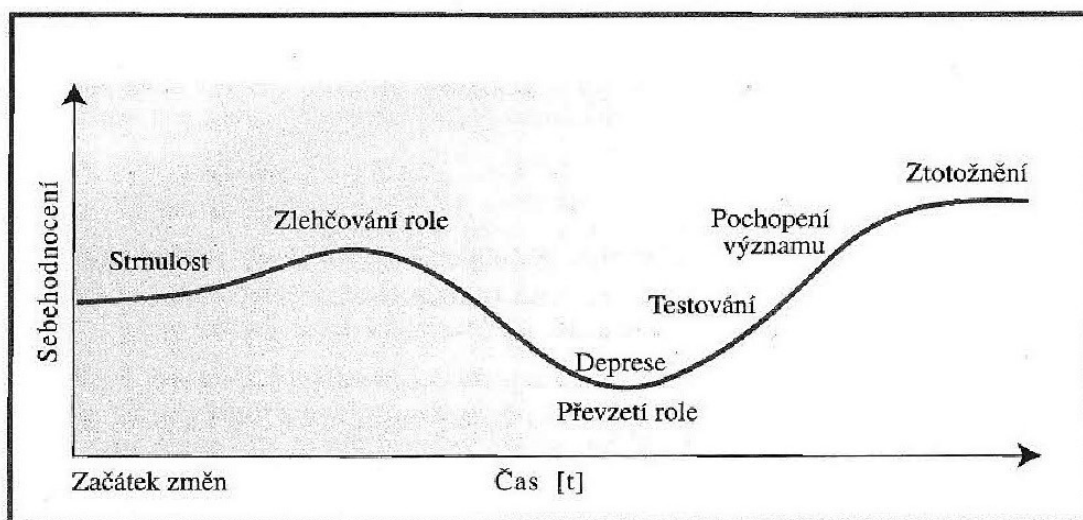 Ztotožnění
Zlehčování role
Pochopení
významu
Strnulost
Sebehodnocení
Testování
Deprese
Převzetí role
Začátek změn
Čas [t]